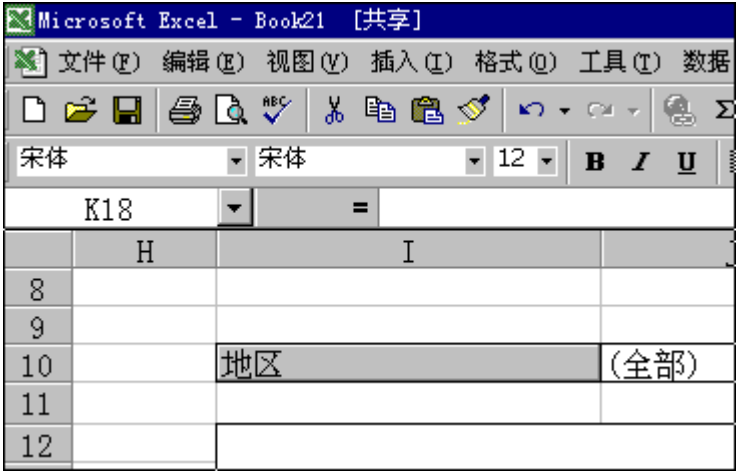 Microsoft Excel - Book21 [共享]
文件(F) 编辑(E) 视图(V) 插入(I) 格式(O) 工具(T) 数据
ABC Σ
宋体 宋体 12 B I U
K18 =
H I J
8
9
10 地区 (全部)
11
12